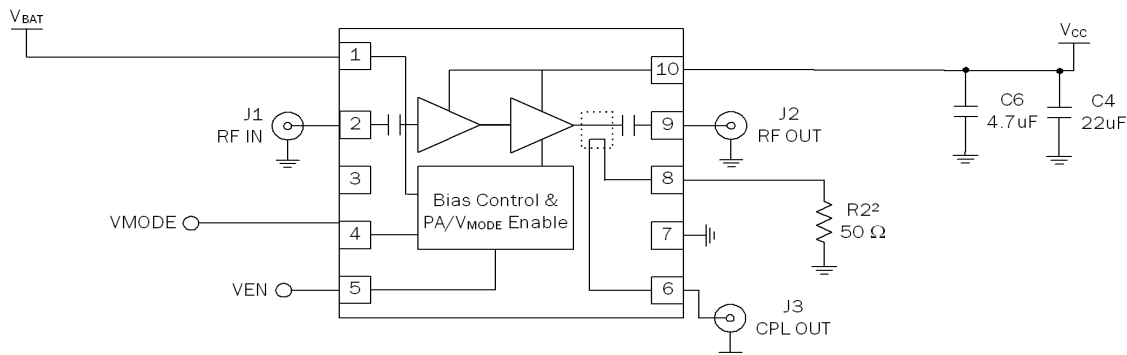 VBAT
VCC
1
10
J1
RF IN
2
9
J2
RF OUT
C6
4.7uF
C4
22uF
3
Bias Control &
PA/VMODE Enable
8
R2²
50 Ω
VMODE
4
7
VEN
5
6
J3
CPL OUT